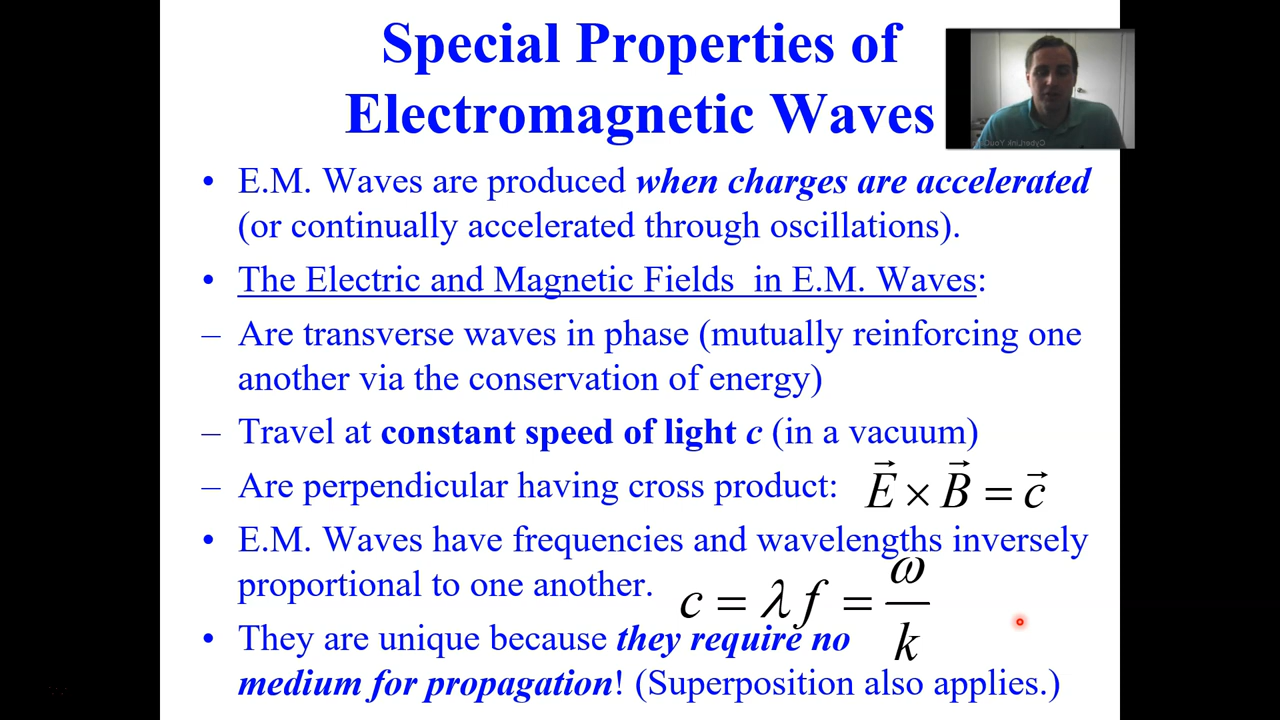 Special Properties of
Electromagnetic Waves
• E.M. Waves are produced when charges are accelerated
(or continually accelerated through oscillations).
• The Electric and Magnetic Fields  in E.M. Waves:
– Are transverse waves in phase (mutually reinforcing one
another via the conservation of energy)
– Travel at constant speed of light c (in a vacuum)
– Are perpendicular having cross product: E⃗ × B⃗ = c⃗
• E.M. Waves have frequencies and wavelengths inversely
proportional to one another. c = λ f = ω / k
• They are unique because they require no
medium for propagation! (Superposition also applies.)